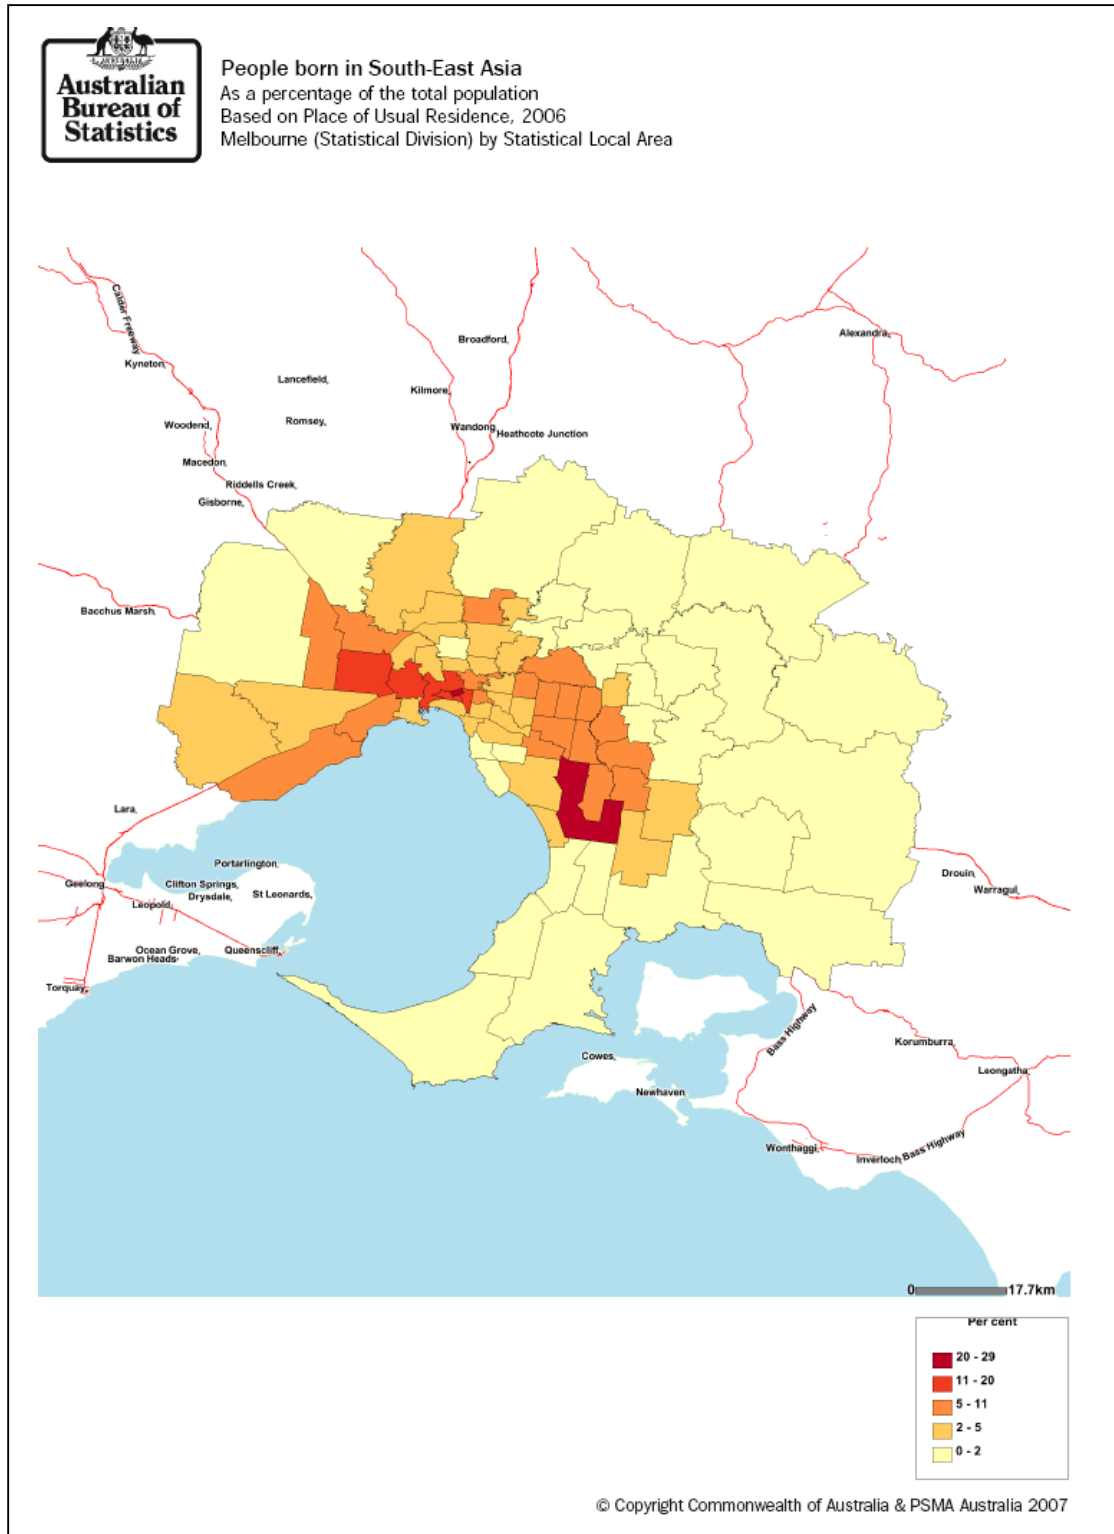 Australian
Bureau of
Statistics
People born in South-East Asia
As a percentage of the total population
Based on Place of Usual Residence, 2006
Melbourne (Statistical Division) by Statistical Local Area
Calder Freeway
Kyneton
Lancefield
Broadford
Alexandra
Kilmore
Romsey
Woodend
Wandong
Heathcote Junction
Macedon
Riddells Creek
Gisborne
Bacchus Marsh
Lara
Portarlington
Geelong
Clifton Springs
Drysdale
St Leonards
Leopold
Ocean Grove
Barwon Heads
Queenscliff
Torquay
Drouin
Warragul
Bass Highway
Korumburra
Leongatha
Cowes
Newhaven
Wonthaggi
Inverloch
Bass Highway
0 17.7km
Per cent
20 - 29
11 - 20
5 - 11
2 - 5
0 - 2
© Copyright Commonwealth of Australia & PSMA Australia 2007